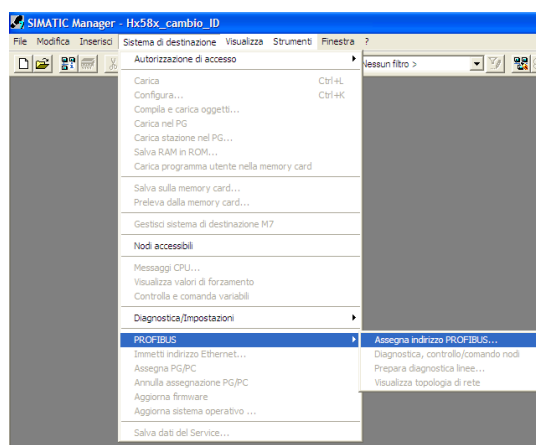 SIMATIC Manager - Hx58x_cambio_ID
File Modifica Inserisci Sistema di destinazione Visualizza Strumenti Finestra ?
Nessun filtro >
Autorizzazione di accesso
Carica Ctrl+L
Configura... Ctrl+K
Compila e carica oggetti...
Carica nel PG
Carica stazione nel PG...
Salva RAM in ROM...
Carica programma utente nella memory card
Salva sulla memory card...
Preleva dalla memory card...
Gestisci sistema di destinazione M7
Nodi accessibili
Messaggi CPU...
Visualizza valori di forzamento
Controlla e comanda variabili
Diagnostica/Impostazioni
PROFIBUS Assegna indirizzo PROFIBUS...
Immetti indirizzo Ethernet... Diagnostica, controllo/comando nodi
Assegna PG/PC Prepara diagnostica linee...
Annulla assegnazione PG/PC Visualizza topologia di rete
Aggiorna firmware
Aggiorna sistema operativo ...
Salva dati del Service...